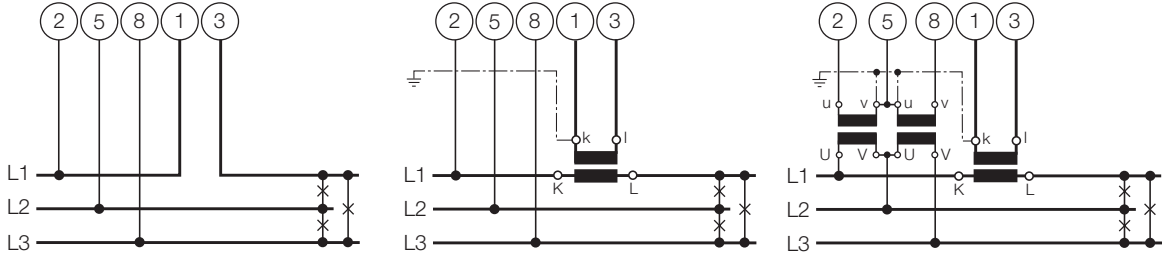 2 5 8 1 3 2 5 8 1 3 2 5 8 1 3
u v u v
k l k l
U V U V
L1 L1 K L L1 K L
L2 L2 L2
L3 L3 L3